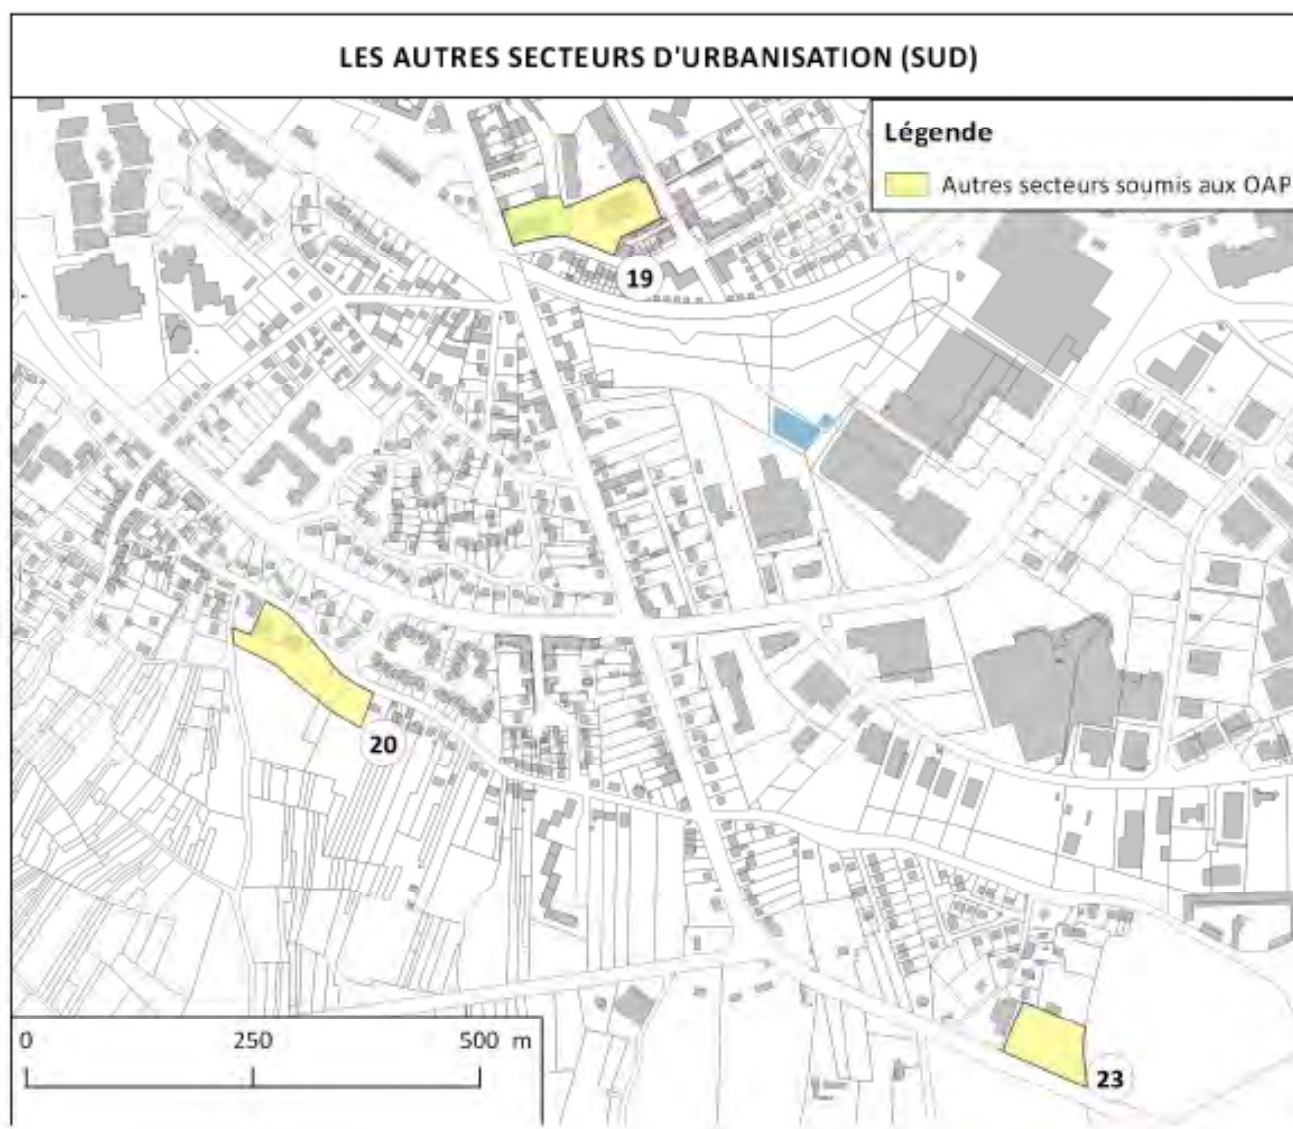 LES AUTRES SECTEURS D'URBANISATION (SUD)
Légende
Autres secteurs soumis aux OAP
19
20
23
0 250 500 m